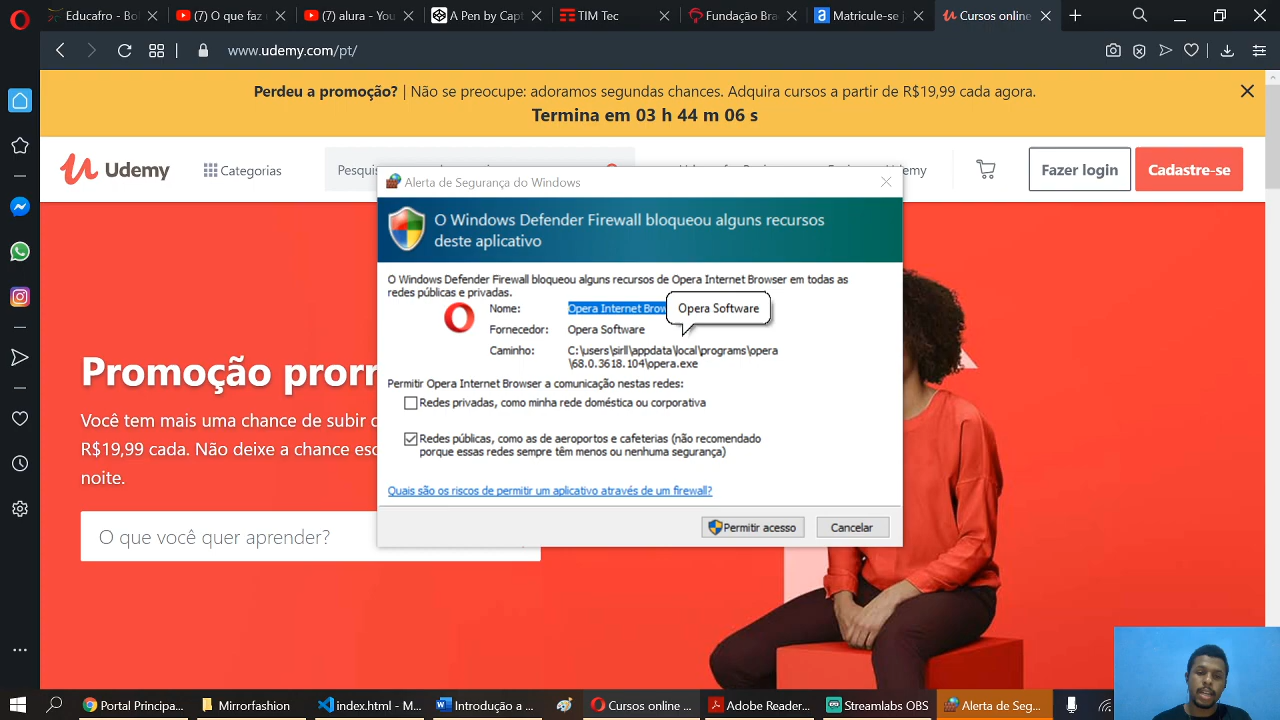 Educafro -
(7) O que faz
(7) alura - You
A Pen by Capt
TIM Tec
Fundação Bra
Matricule-se
Cursos online
www.udemy.com/pt/
Perdeu a promoção? | Não se preocupe: adoramos segundas chances. Adquira cursos a partir de R$19,99 cada agora.
Termina em 03 h 44 m 06 s
Udemy
Categorias
Pesqui
emy
Fazer login
Cadastre-se
Alerta de Segurança do Windows
O Windows Defender Firewall bloqueou alguns recursos
deste aplicativo
O Windows Defender Firewall bloqueou alguns recursos de Opera Internet Browser em todas as
redes públicas e privadas.
Nome: Opera Internet Brow
Opera Software
Fornecedor: Opera Software
Caminho: C:\users\sirll\appdata\local\programs\opera
\68.0.3618.104\opera.exe
Permitir Opera Internet Browser a comunicação nestas redes:
Redes privadas, como minha rede doméstica ou corporativa
Redes públicas, como as de aeroportos e cafeterias (não recomendado
porque essas redes sempre têm menos ou nenhuma segurança)
Quais são os riscos de permitir um aplicativo através de um firewall?
Permitir acesso
Cancelar
Promoção prorr
Você tem mais uma chance de subir d
R$19,99 cada. Não deixe a chance esc
noite.
O que você quer aprender?
Portal Principa...
Mirror Fashion
index.html - M...
Introdução a ...
Cursos online ...
Adobe Reader...
Streamlabs OBS
Alerta de Seg...